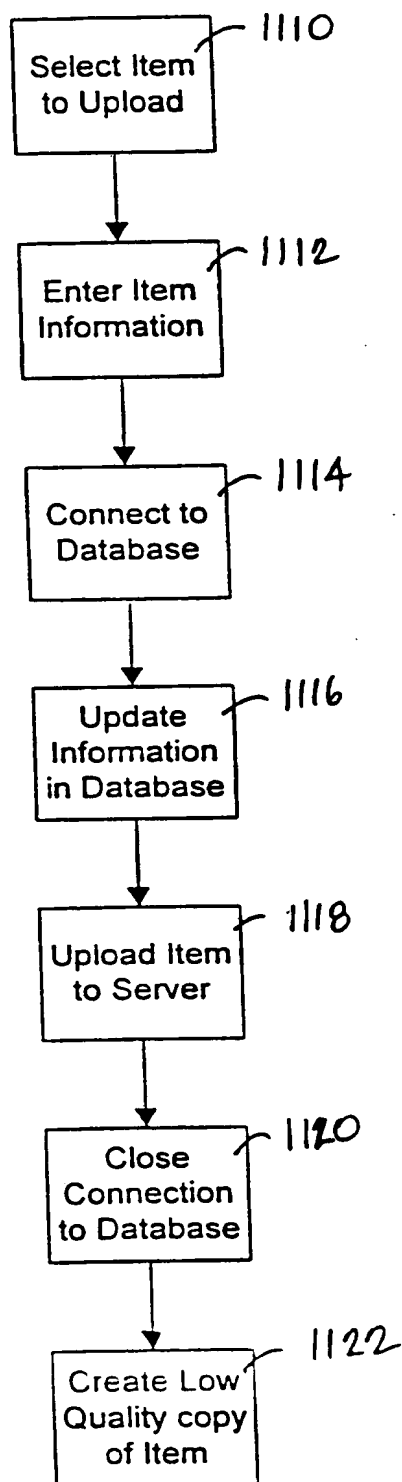 1110
Select Item
to Upload
1112
Enter Item
Information
1114
Connect to
Database
1116
Update
Information
in Database
1118
Upload Item
to Server
1120
Close
Connection
to Database
1122
Create Low
Quality copy
of Item